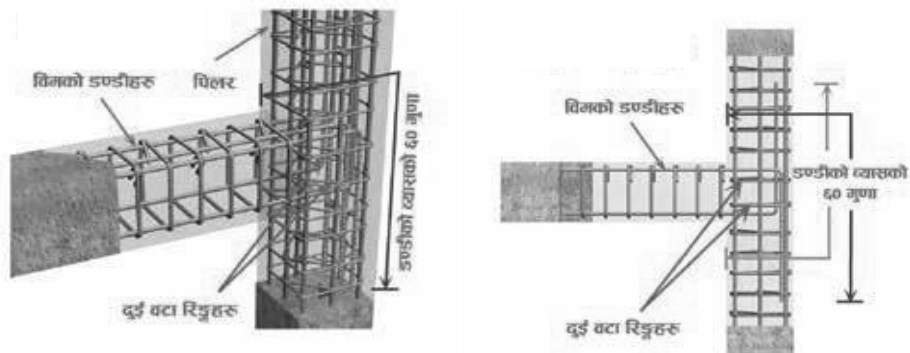 विमको डण्डीहरु
पिलर
डण्डीको व्यासको ६० गुणा
दुई वटा रिङ्गहरु
विमको डण्डीहरु
डण्डीको व्यासको
६० गुणा
दुई वटा रिङ्गहरु